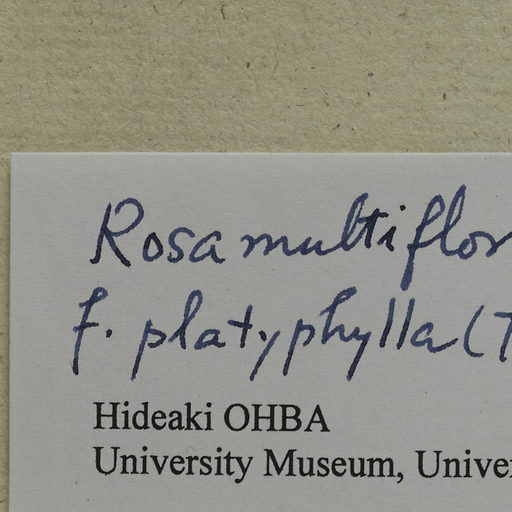 Rosa multiflor
f. platyphylla (T
Hideaki OHBA
University Museum, Univer